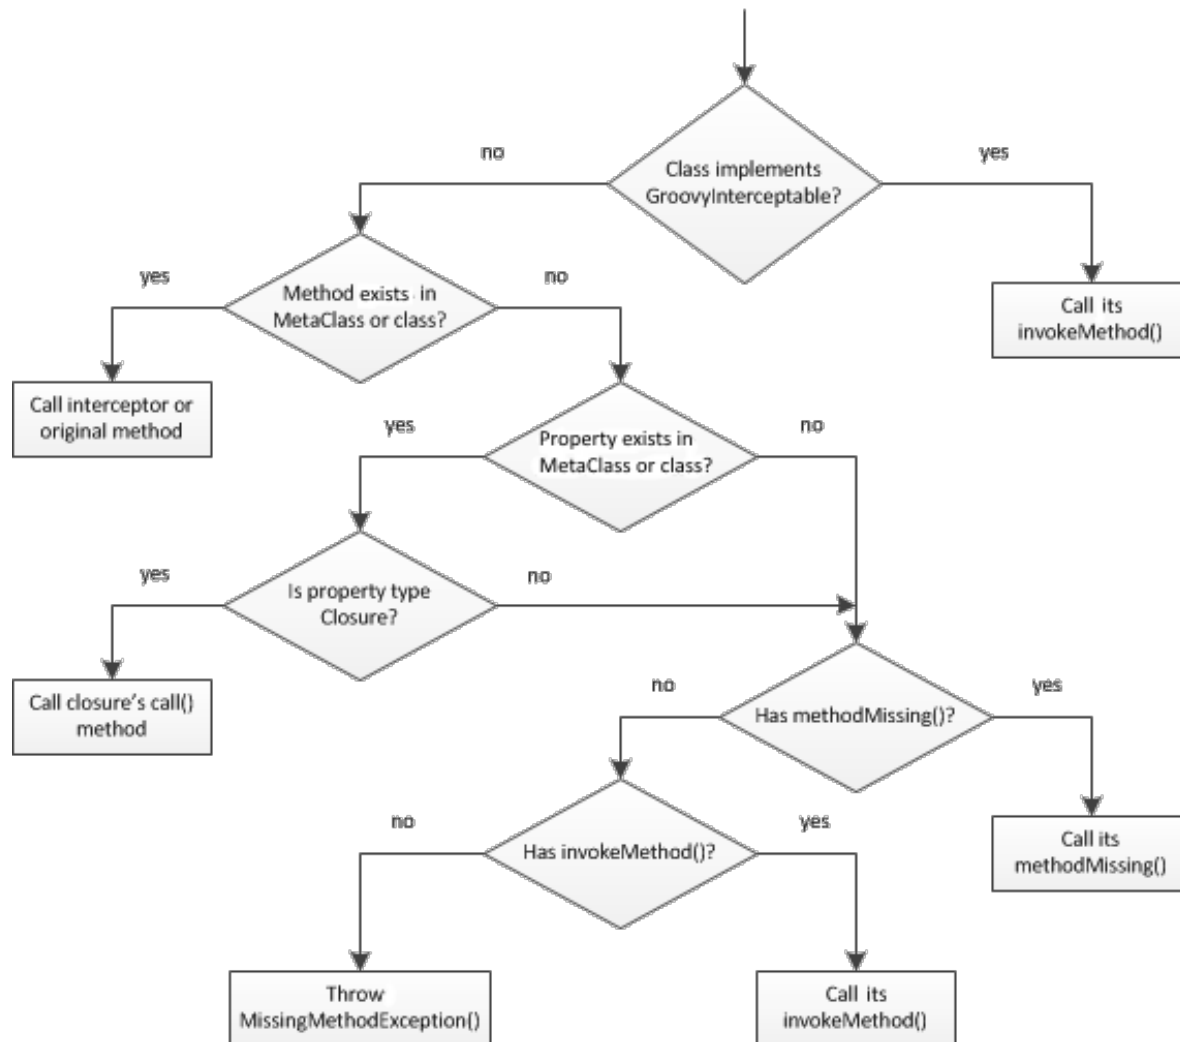 no
Class implements
GroovyInterceptable?
yes
yes
Method exists in
MetaClass or class?
no
Call its
invokeMethod()
Call interceptor or
original method
yes
Property exists in
MetaClass or class?
no
yes
Is property type
Closure?
no
Call closure's call()
method
no
Has methodMissing()?
yes
no
Has invokeMethod()?
yes
Call its
methodMissing()
Throw
MissingMethodException()
Call its
invokeMethod()